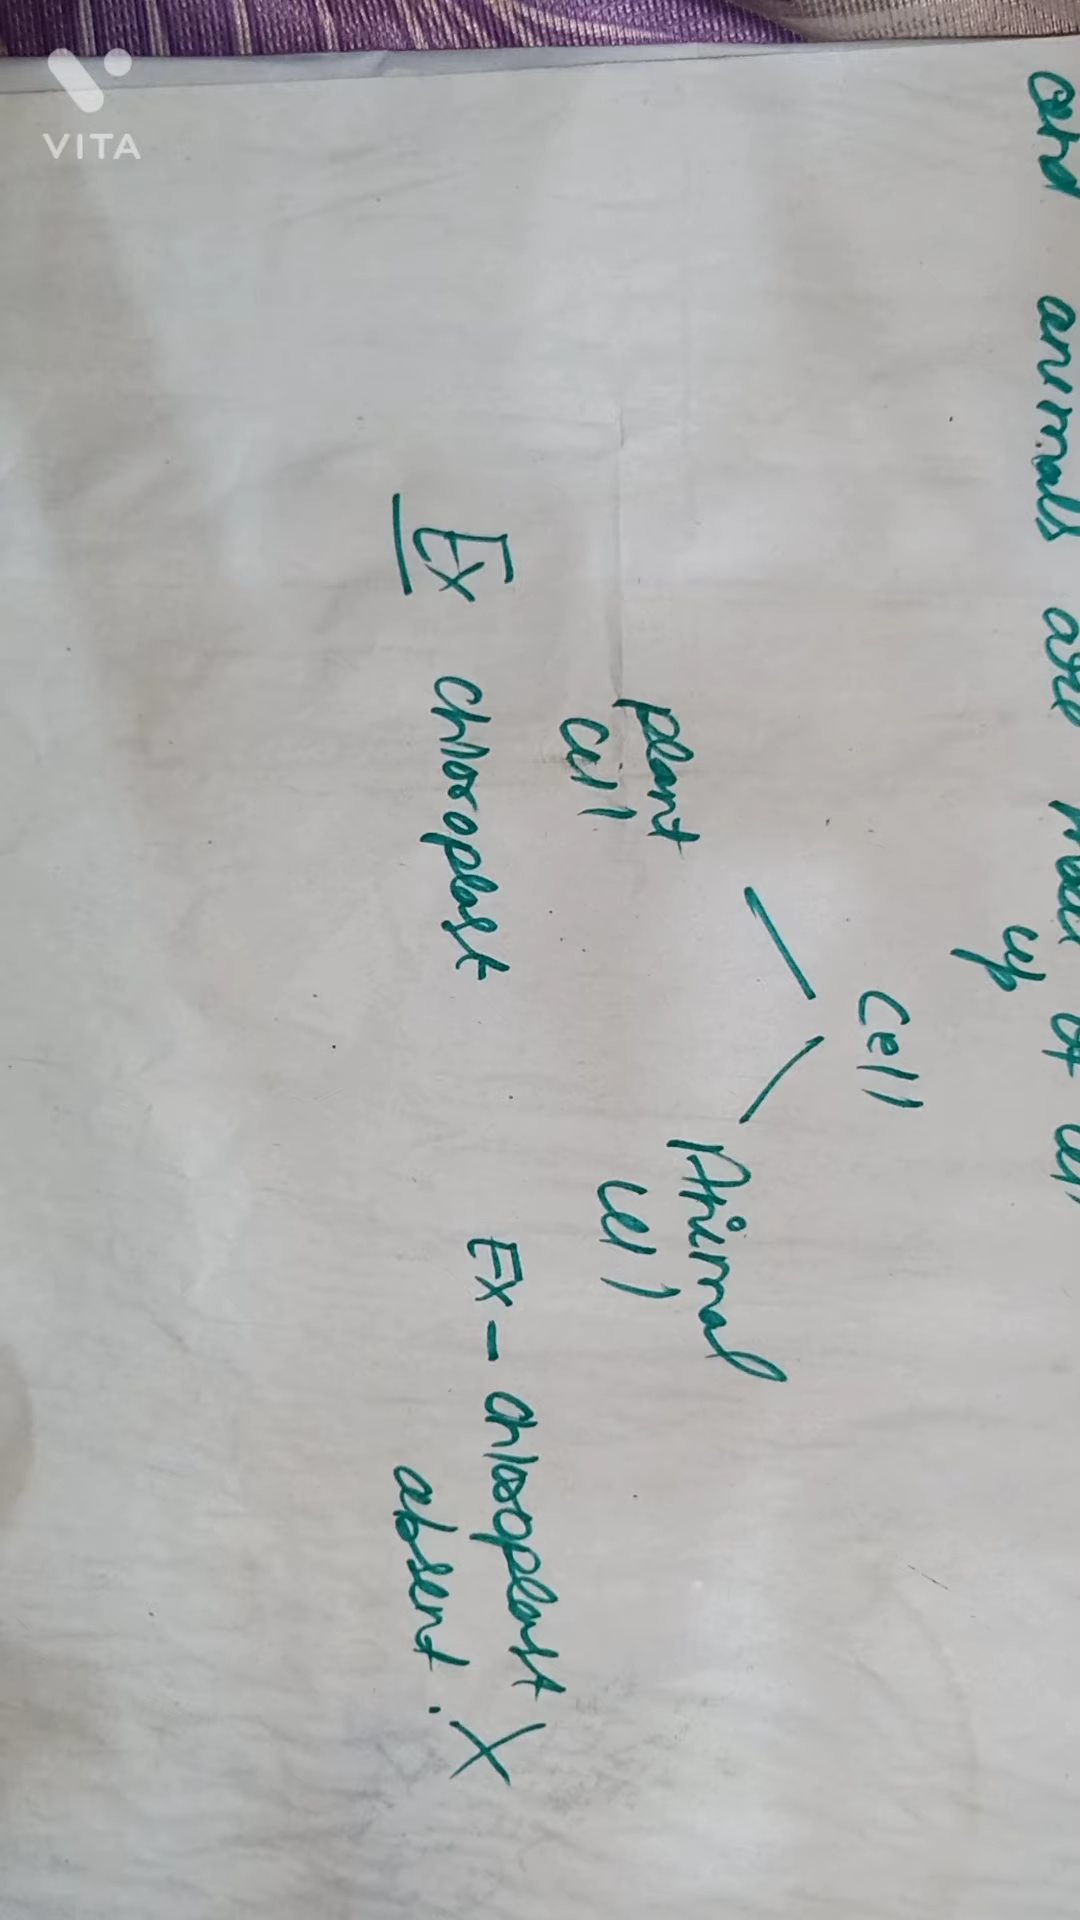 and animals are made of cell
up
Cell
plant Animal
cell cell
Ex chloroplast Ex - chloroplast X
absent.
VITA